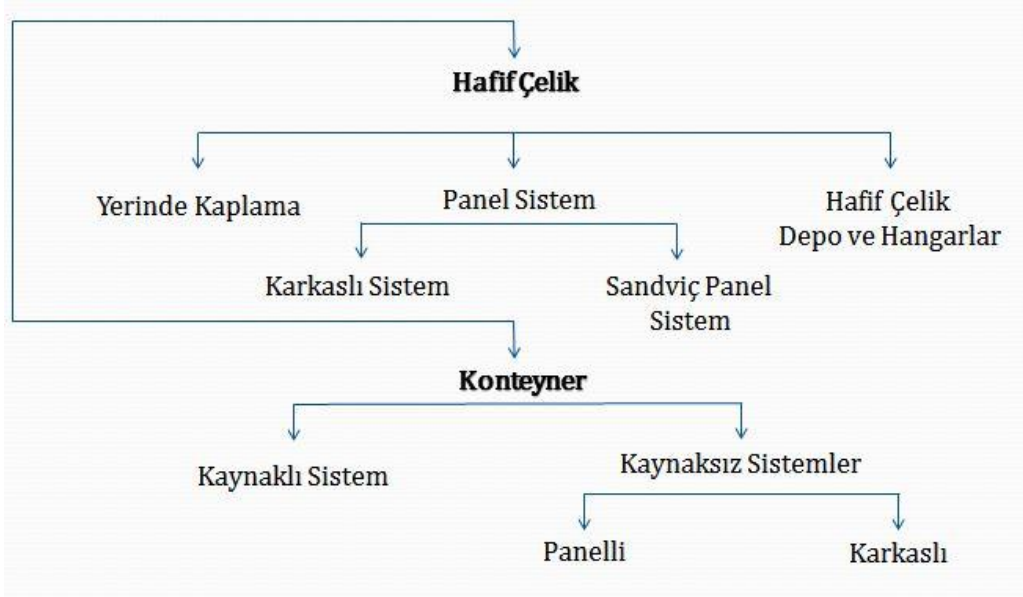 Hafif Çelik
Yerinde Kaplama
Panel Sistem
Hafif Çelik
Depo ve Hangarlar
Karkaslı Sistem
Sandviç Panel
Sistem
Konteyner
Kaynaklı Sistem
Kaynaksız Sistemler
Panelli
Karkaslı